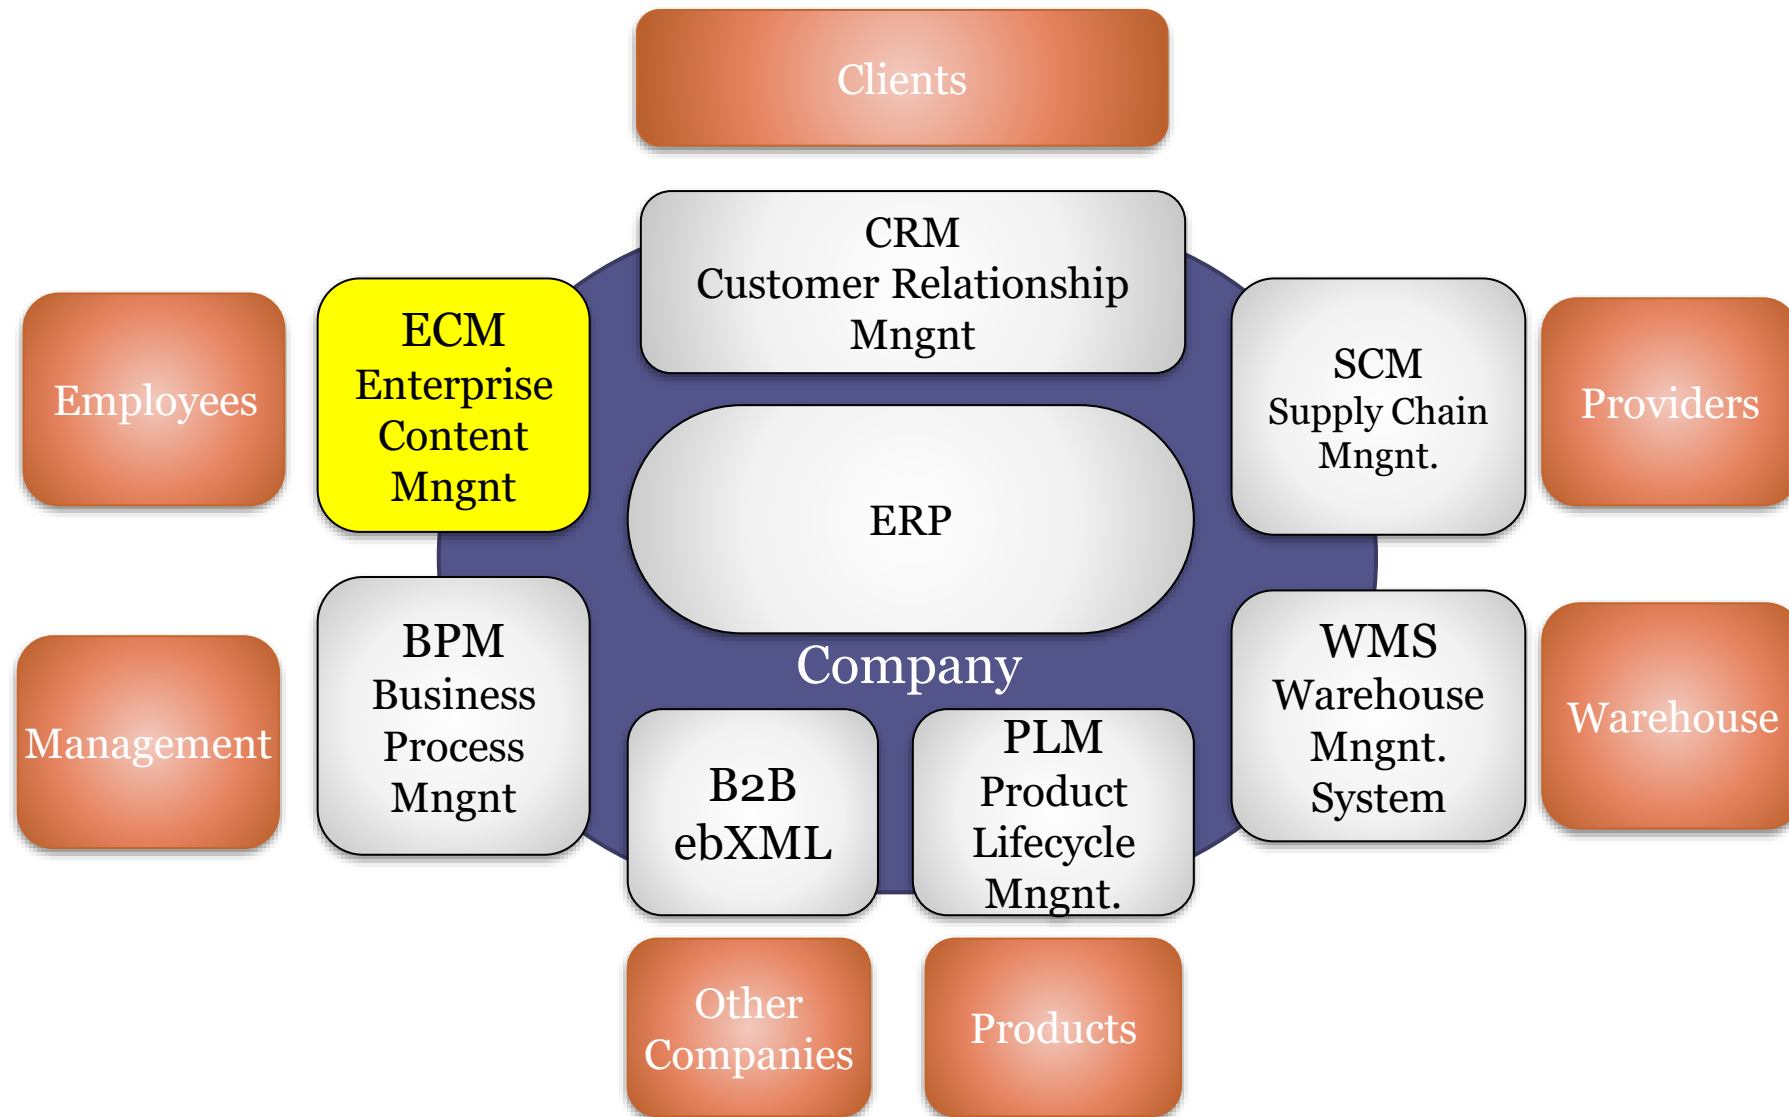 Clients
CRM
Customer Relationship
Mngnt
Employees
ECM
Enterprise
Content
Mngnt
SCM
Supply Chain
Mngnt.
Providers
ERP
Management
BPM
Business
Process
Mngnt
Company
WMS
Warehouse
Mngnt.
System
Warehouse
B2B
ebXML
PLM
Product
Lifecycle
Mngnt.
Other
Companies
Products